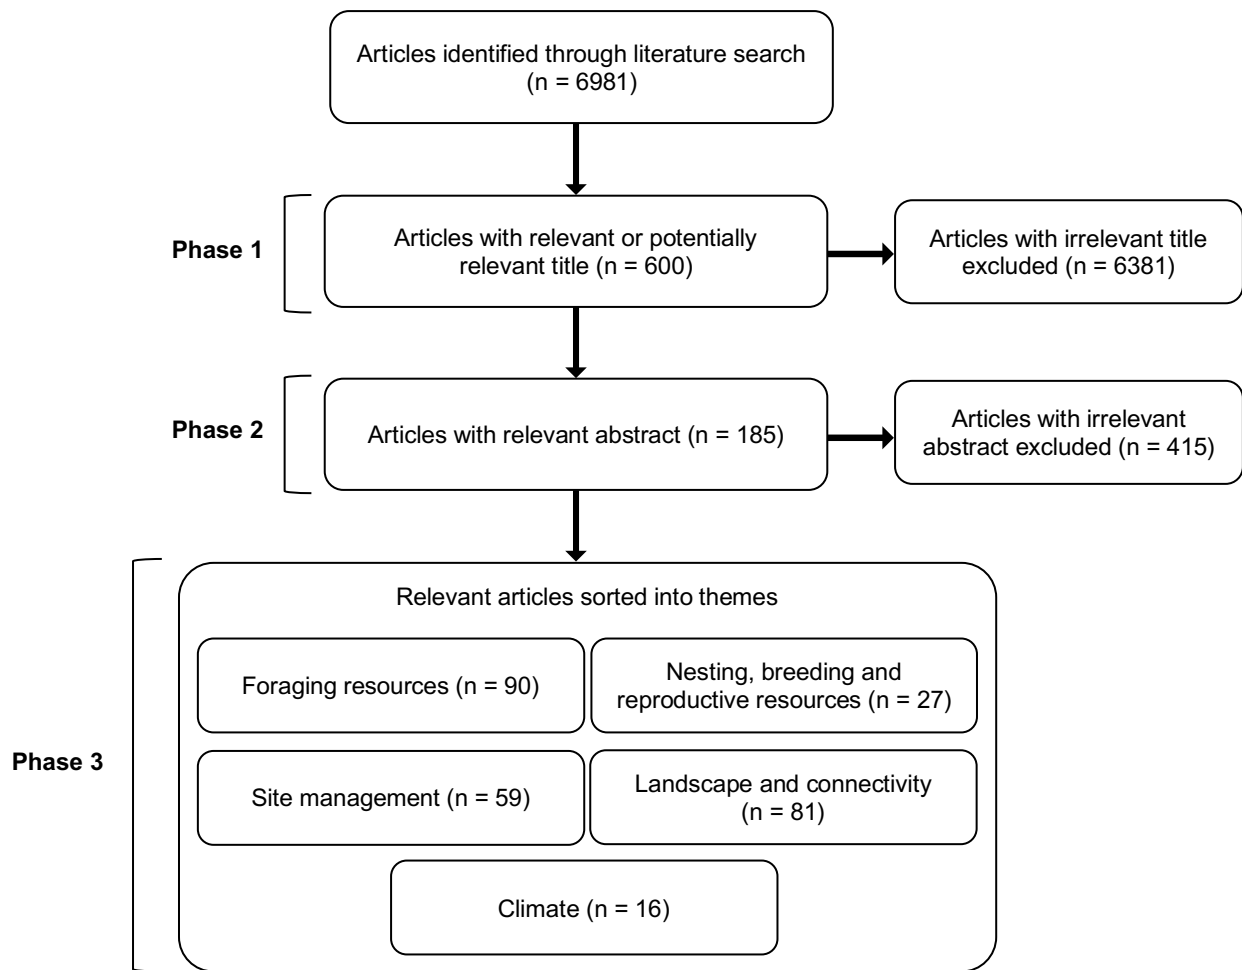 Articles identified through literature search
(n = 6981)
Phase 1
Articles with relevant or potentially
relevant title (n = 600)
Articles with irrelevant title
excluded (n = 6381)
Phase 2
Articles with relevant abstract (n = 185)
Articles with irrelevant
abstract excluded (n = 415)
Phase 3
Relevant articles sorted into themes
Foraging resources (n = 90)
Nesting, breeding and
reproductive resources (n = 27)
Site management (n = 59)
Landscape and connectivity
(n = 81)
Climate (n = 16)